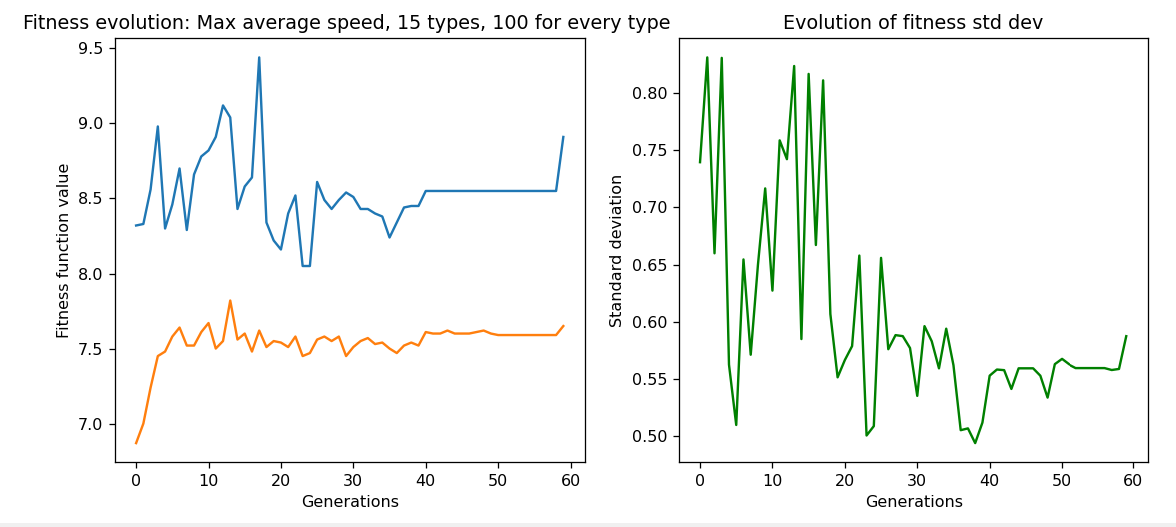 Fitness evolution: Max average speed, 15 types, 100 for every type
Fitness function value
9.5
9.0
8.5
8.0
7.5
7.0
0 10 20 30 40 50 60
Generations
Evolution of fitness std dev
Standard deviation
0.80
0.75
0.70
0.65
0.60
0.55
0.50
0 10 20 30 40 50 60
Generations